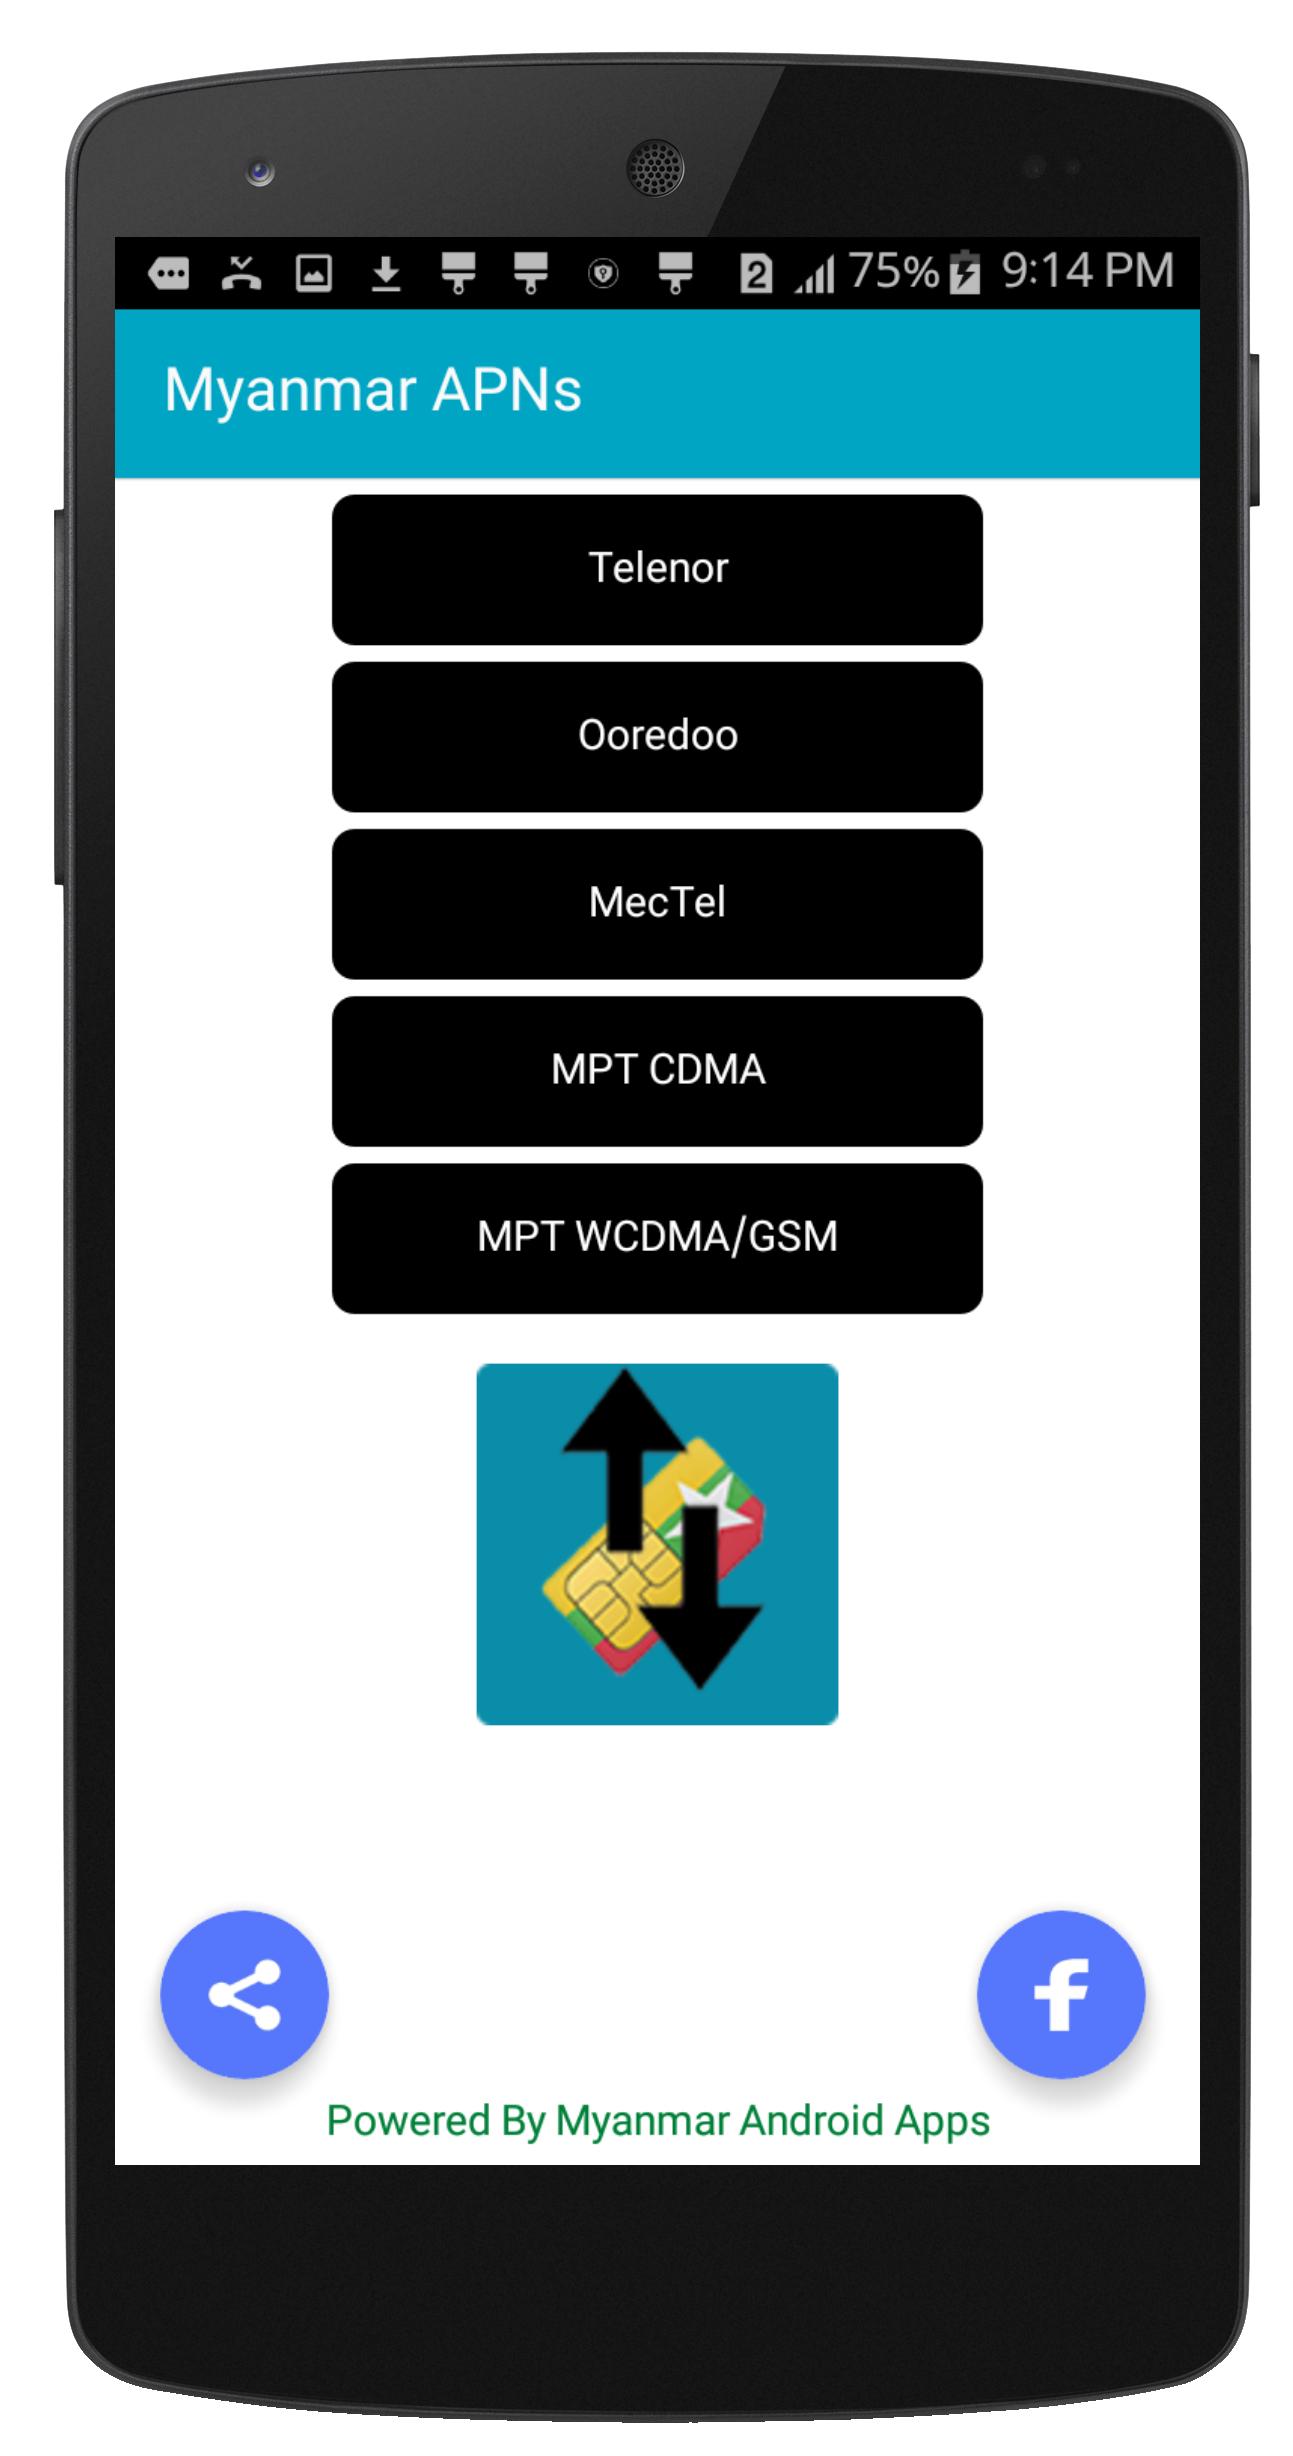 2 75% 9:14 PM
Myanmar APNs
Telenor
Ooredoo
MecTel
MPT CDMA
MPT WCDMA/GSM
f
Powered By Myanmar Android Apps